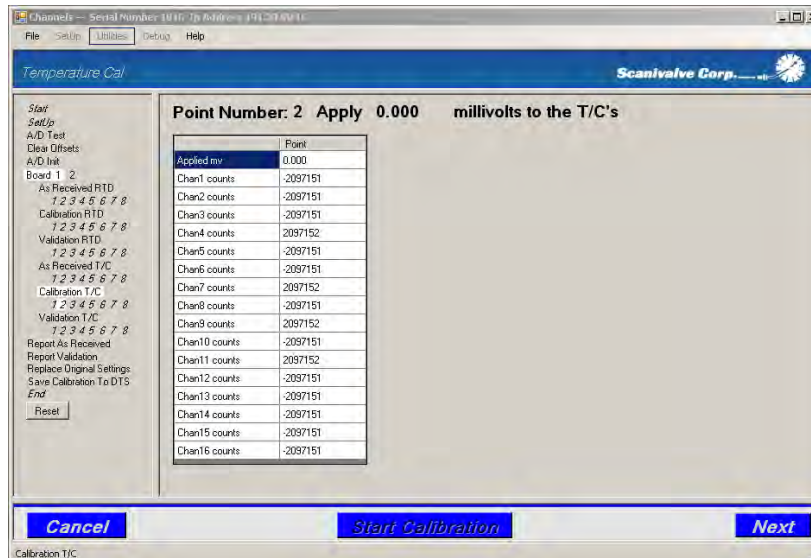 Channels -- Serial Number
File SetUp Utilities Debug Help
Temperature Cal
Scanivalve Corp.
Start
SetUp
A/D Test
Clear Offsets
A/D Init
Board 1 2
As Received RTD
1 2 3 4 5 6 7 8
Calibration RTD
1 2 3 4 5 6 7 8
Validation RTD
1 2 3 4 5 6 7 8
As Received T/C
1 2 3 4 5 6 7 8
Calibration T/C
1 2 3 4 5 6 7 8
Validation T/C
1 2 3 4 5 6 7 8
Report As Received
Report Validation
Replace Original Settings
Save Calibration To DTS
End
Reset
Point Number: 2 Apply 0.000 millivolts to the T/C's
Point
Applied mv 0.000
Chan1 counts -2097151
Chan2 counts -2097151
Chan3 counts -2097151
Chan4 counts 2097152
Chan5 counts -2097151
Chan6 counts -2097151
Chan7 counts 2097152
Chan8 counts -2097151
Chan9 counts 2097152
Chan10 counts -2097151
Chan11 counts 2097152
Chan12 counts -2097151
Chan13 counts -2097151
Chan14 counts -2097151
Chan15 counts -2097151
Chan16 counts -2097151
Cancel
Start Calibration
Next
Calibration T/C